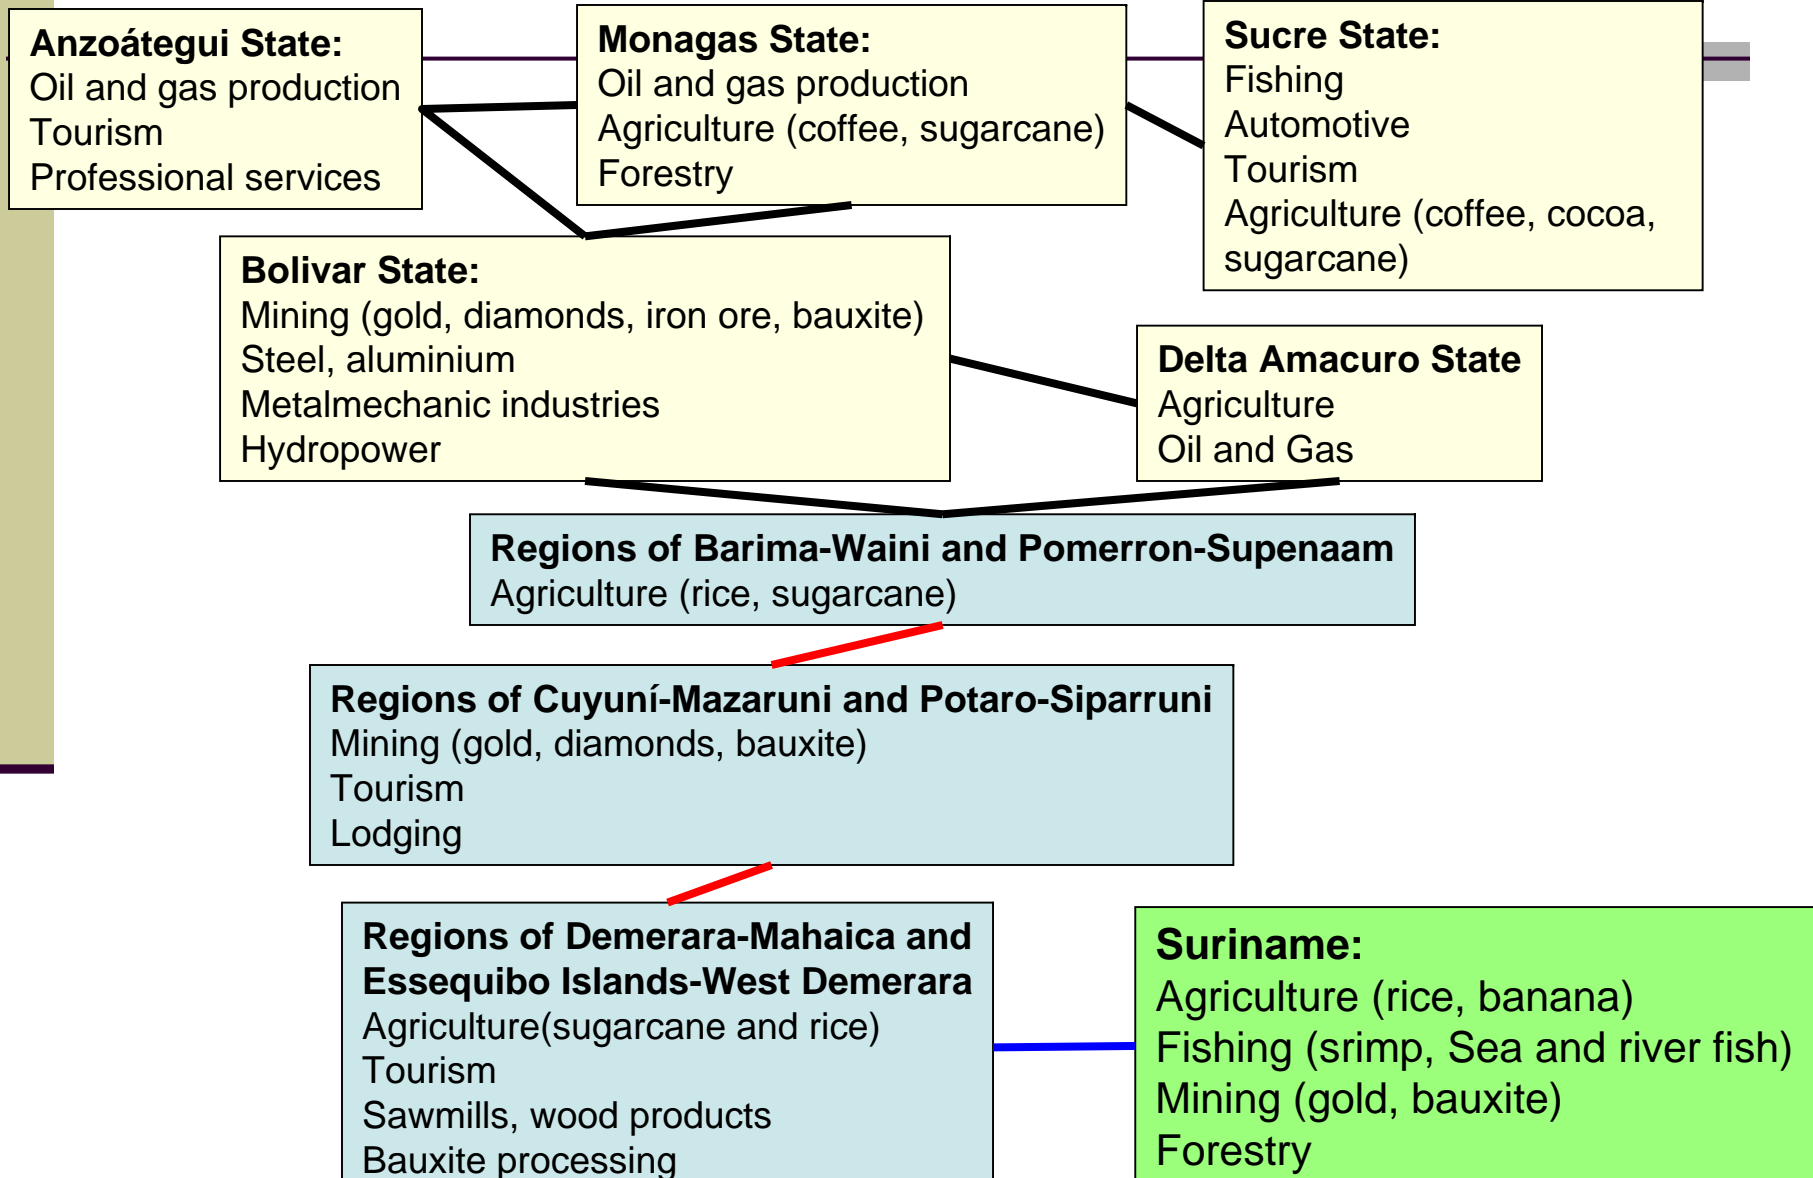 Anzoátegui State:
Oil and gas production
Tourism
Professional services
Monagas State:
Oil and gas production
Agriculture (coffee, sugarcane)
Forestry
Sucre State:
Fishing
Automotive
Tourism
Agriculture (coffee, cocoa,
sugarcane)
Bolivar State:
Mining (gold, diamonds, iron ore, bauxite)
Steel, aluminium
Metalmechanic industries
Hydropower
Delta Amacuro State
Agriculture
Oil and Gas
Regions of Barima-Waini and Pomerron-Supenaam
Agriculture (rice, sugarcane)
Regions of Cuyuní-Mazaruni and Potaro-Siparruni
Mining (gold, diamonds, bauxite)
Tourism
Lodging
Regions of Demerara-Mahaica and
Essequibo Islands-West Demerara
Agriculture(sugarcane and rice)
Tourism
Sawmills, wood products
Bauxite processing
Suriname:
Agriculture (rice, banana)
Fishing (srimp, Sea and river fish)
Mining (gold, bauxite)
Forestry